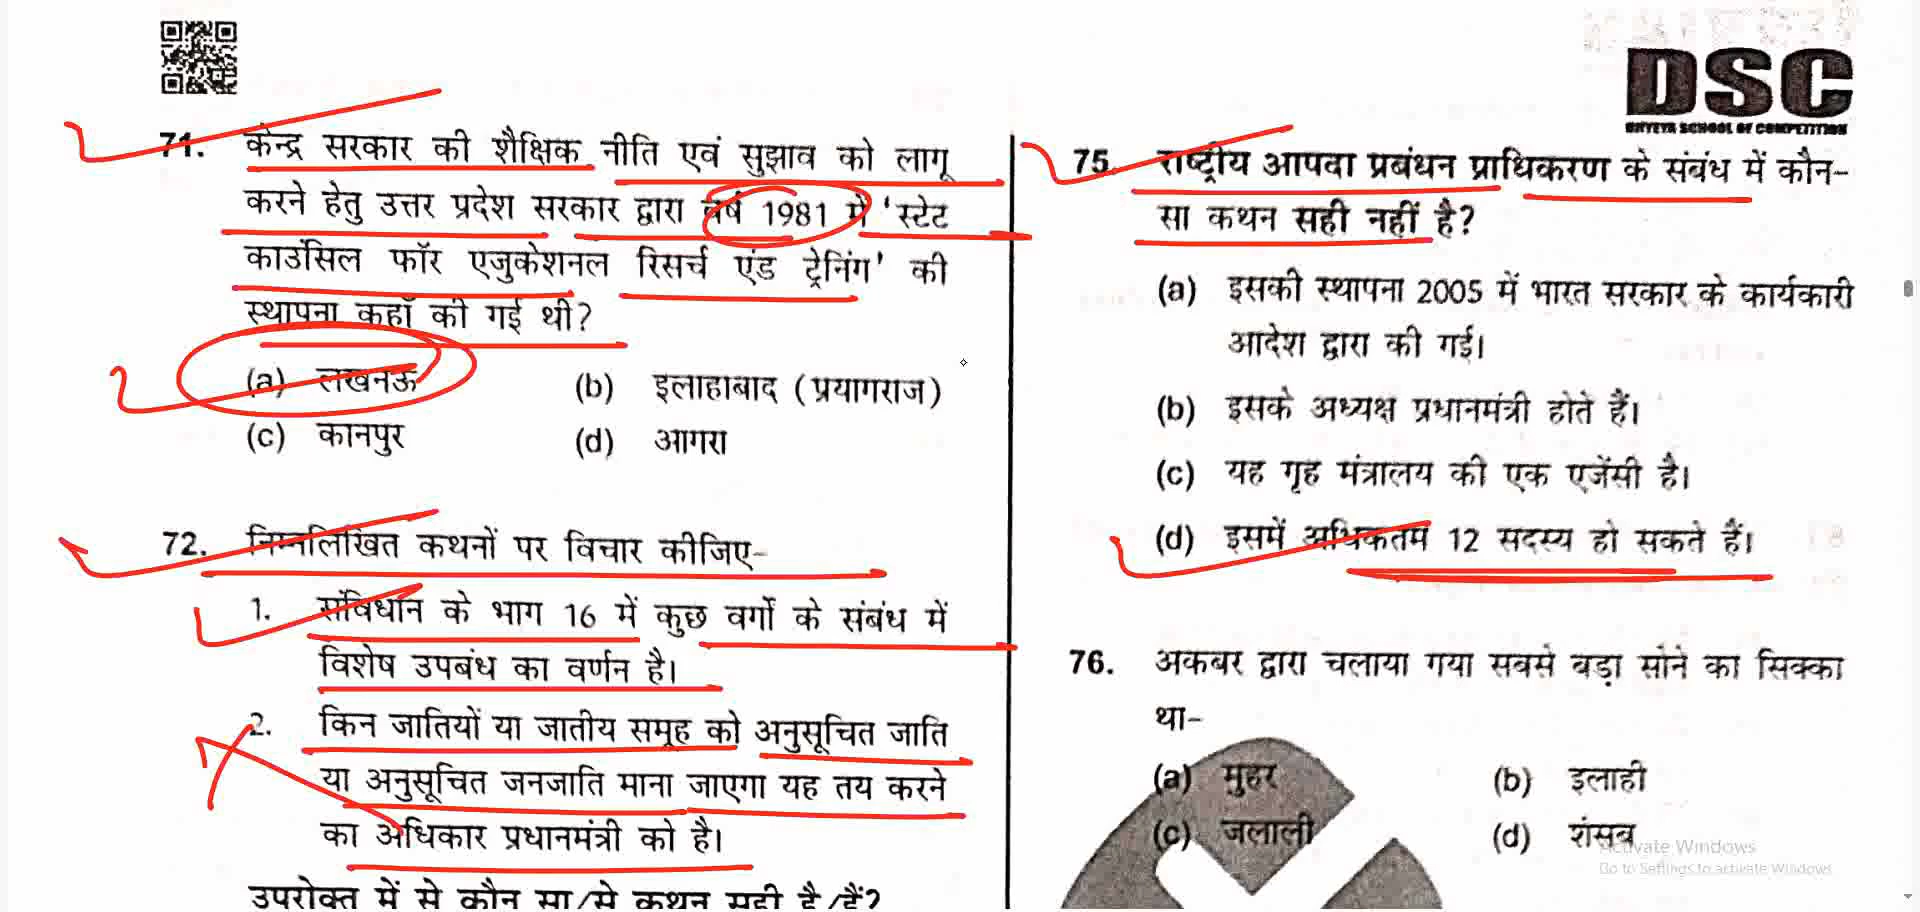 DSC
DHYEYA SCHOOL OF COMPETITION
71. केन्द्र सरकार की शैक्षिक नीति एवं सुझाव को लागू
करने हेतु उत्तर प्रदेश सरकार द्वारा वर्ष 1981 में 'स्टेट
काउंसिल फॉर एजुकेशनल रिसर्च एंड ट्रेनिंग' की
स्थापना कहाँ की गई थी?
(a) लखनऊ (b) इलाहाबाद (प्रयागराज)
(c) कानपुर (d) आगरा
72. निम्नलिखित कथनों पर विचार कीजिए-
1. संविधान के भाग 16 में कुछ वर्गों के संबंध में
विशेष उपबंध का वर्णन है।
2. किन जातियों या जातीय समूह को अनुसूचित जाति
या अनुसूचित जनजाति माना जाएगा यह तय करने
का अधिकार प्रधानमंत्री को है।
उपरोक्त में से कौन सा/से कथन सही है/हैं?
75. राष्ट्रीय आपदा प्रबंधन प्राधिकरण के संबंध में कौन-
सा कथन सही नहीं है?
(a) इसकी स्थापना 2005 में भारत सरकार के कार्यकारी
आदेश द्वारा की गई।
(b) इसके अध्यक्ष प्रधानमंत्री होते हैं।
(c) यह गृह मंत्रालय की एक एजेंसी है।
(d) इसमें अधिकतम 12 सदस्य हो सकते हैं।
76. अकबर द्वारा चलाया गया सबसे बड़ा सोने का सिक्का
था-
(a) मुहर (b) इलाही
(c) जलाली (d) शंसब
Activate Windows
Go to Settings to activate Windows.